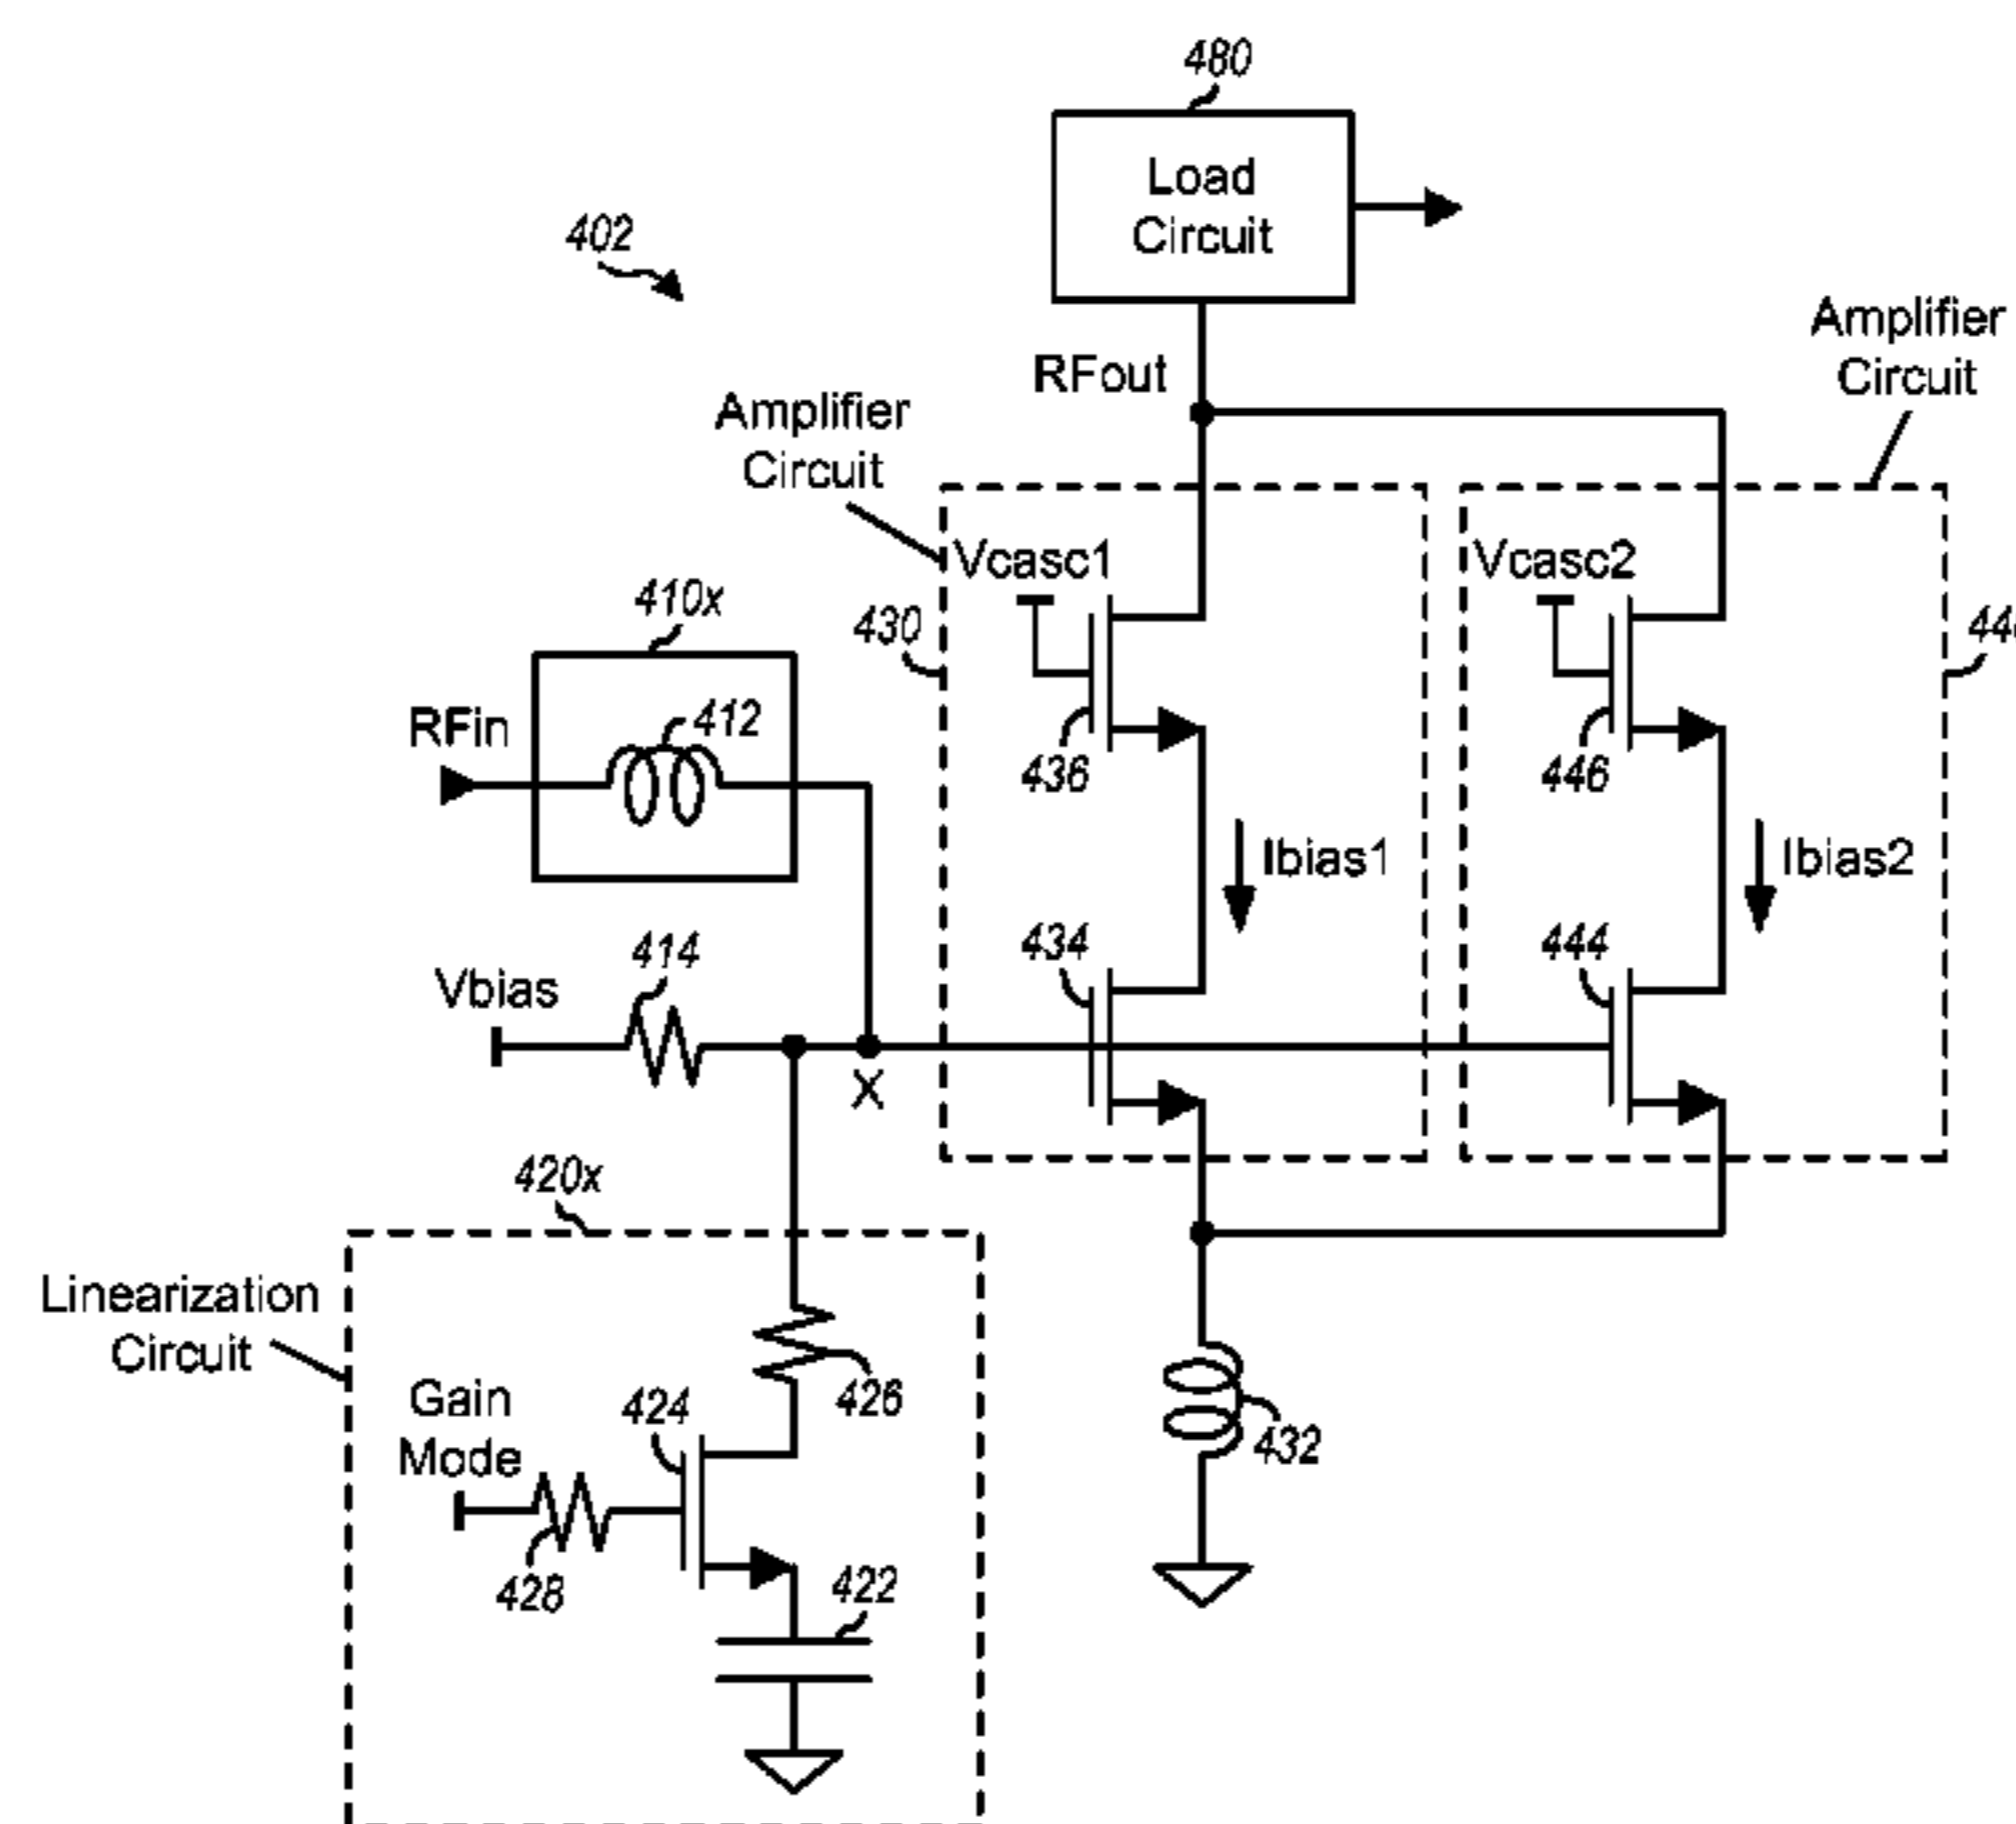 480
Load
Circuit
402
RFout
Amplifier
Circuit
Amplifier
Circuit
Vcasc1
Vcasc2
410x
430
RFin
412
436
446
Ibias1
Ibias2
434
444
414
Vbias
X
420x
Linearization
Circuit
Gain
Mode
424
426
432
428
422